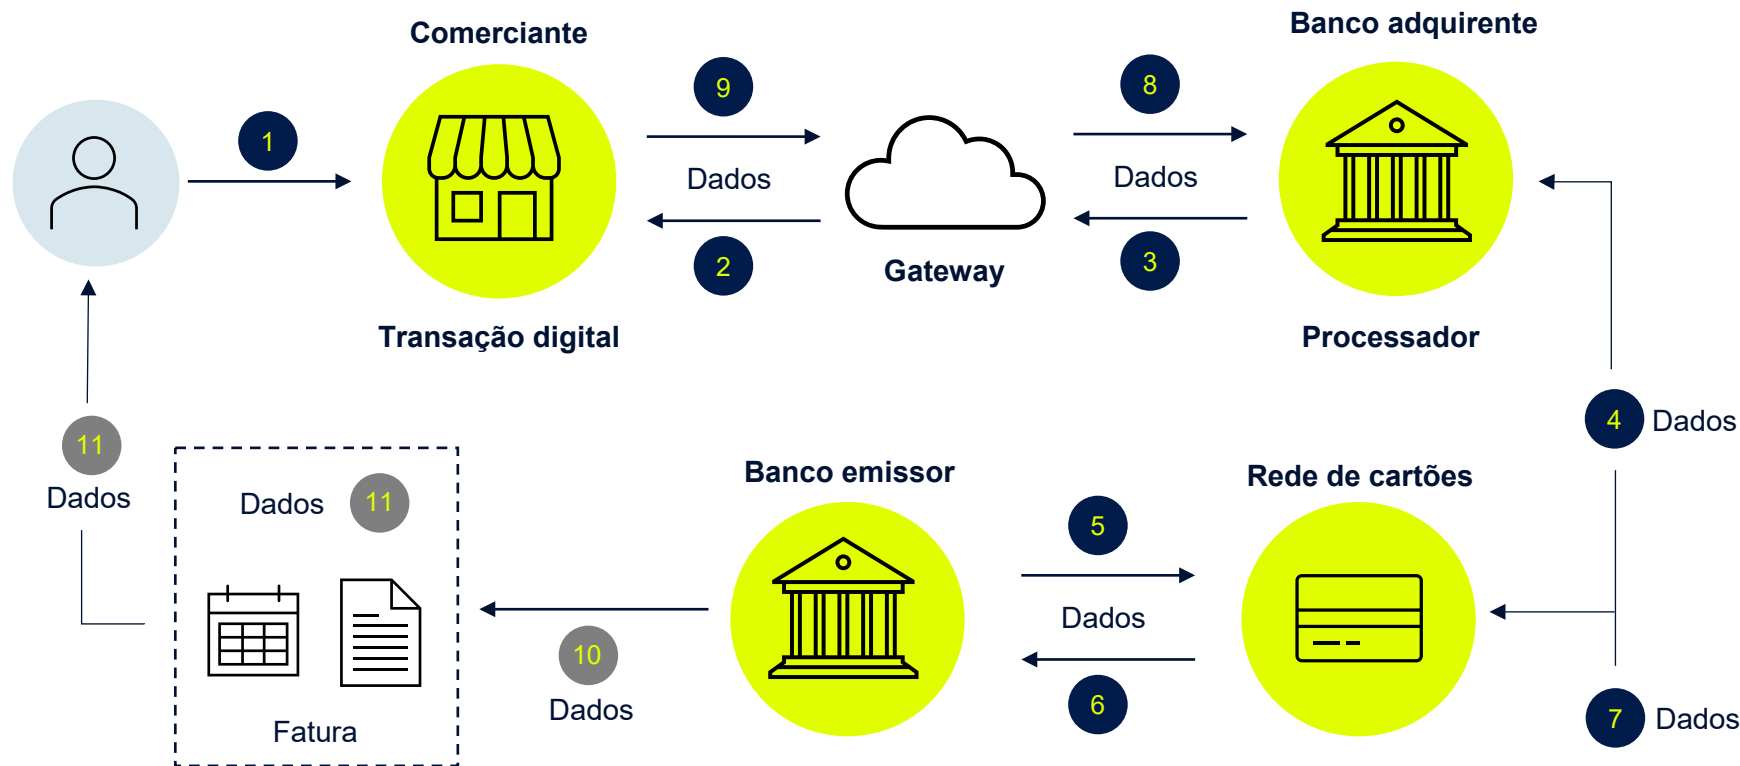 Comerciante
Banco adquirente
1
9
8
Dados
Dados
2
3
Gateway
Transação digital
Processador
4 Dados
11
Dados
Dados 11
Fatura
10
Dados
Banco emissor
5
Dados
6
Rede de cartões
7 Dados